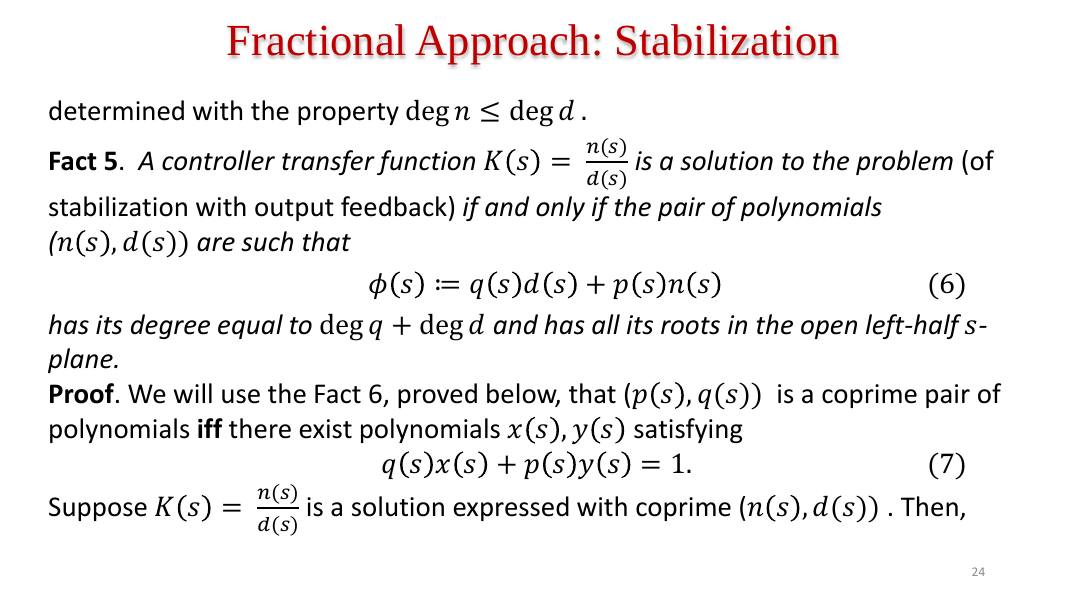 Fractional Approach: Stabilization
determined with the property deg 𝑛 ≤ deg 𝑑 .
Fact 5. A controller transfer function 𝐾(𝑠) = 𝑛(𝑠)/𝑑(𝑠) is a solution to the problem (of
stabilization with output feedback) if and only if the pair of polynomials
(𝑛(𝑠), 𝑑(𝑠)) are such that
𝜙(𝑠) ≔ 𝑞(𝑠)𝑑(𝑠) + 𝑝(𝑠)𝑛(𝑠) (6)
has its degree equal to deg 𝑞 + deg 𝑑 and has all its roots in the open left-half 𝑠-
plane.
Proof. We will use the Fact 6, proved below, that (𝑝(𝑠), 𝑞(𝑠)) is a coprime pair of
polynomials iff there exist polynomials 𝑥(𝑠), 𝑦(𝑠) satisfying
𝑞(𝑠)𝑥(𝑠) + 𝑝(𝑠)𝑦(𝑠) = 1. (7)
Suppose 𝐾(𝑠) = 𝑛(𝑠)/𝑑(𝑠) is a solution expressed with coprime (𝑛(𝑠), 𝑑(𝑠)) . Then,
24